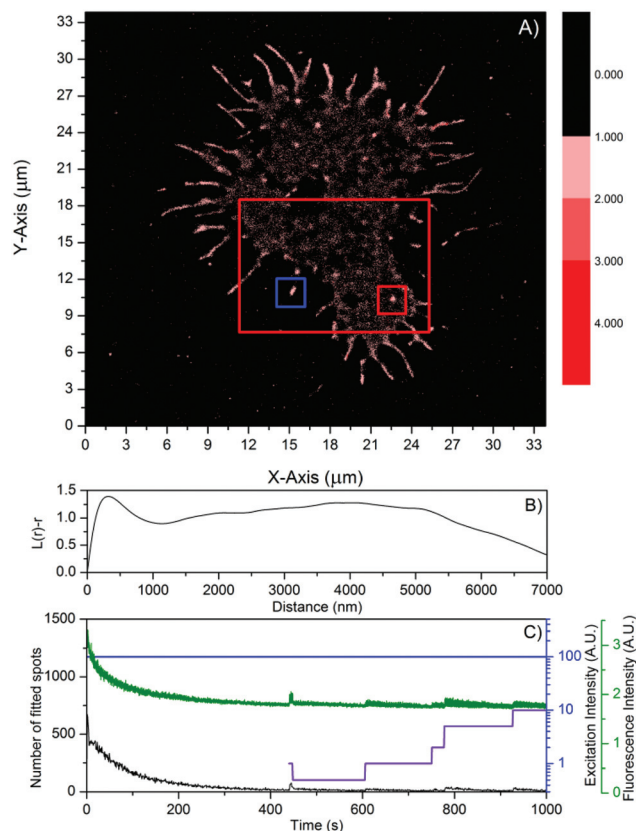 A)
33
30
27
24
21
18
15
12
9
6
3
0
Y-Axis (μm)
0 3 6 9 12 15 18 21 24 27 30 33
X-Axis (μm)
0.000
1.000
2.000
3.000
4.000
B)
1.5
1.0
0.5
0.0
L(r)-r
0 1000 2000 3000 4000 5000 6000 7000
Distance (nm)
C)
1500
1250
750
500
250
0
Number of fitted spots
100
10
1
Excitation Intensity (A.U.)
3
2
1
0
Fluorescence Intensity (A.U.)
0 200 400 600 800 1000
Time (s)